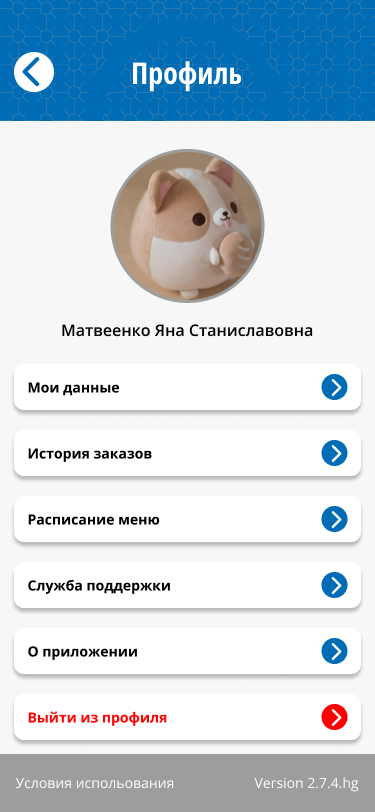 Профиль
Матвеенко Яна Станиславовна
Мои данные
История заказов
Расписание меню
Служба поддержки
О приложении
Выйти из профиля
Условия испольования
Version 2.7.4.hg